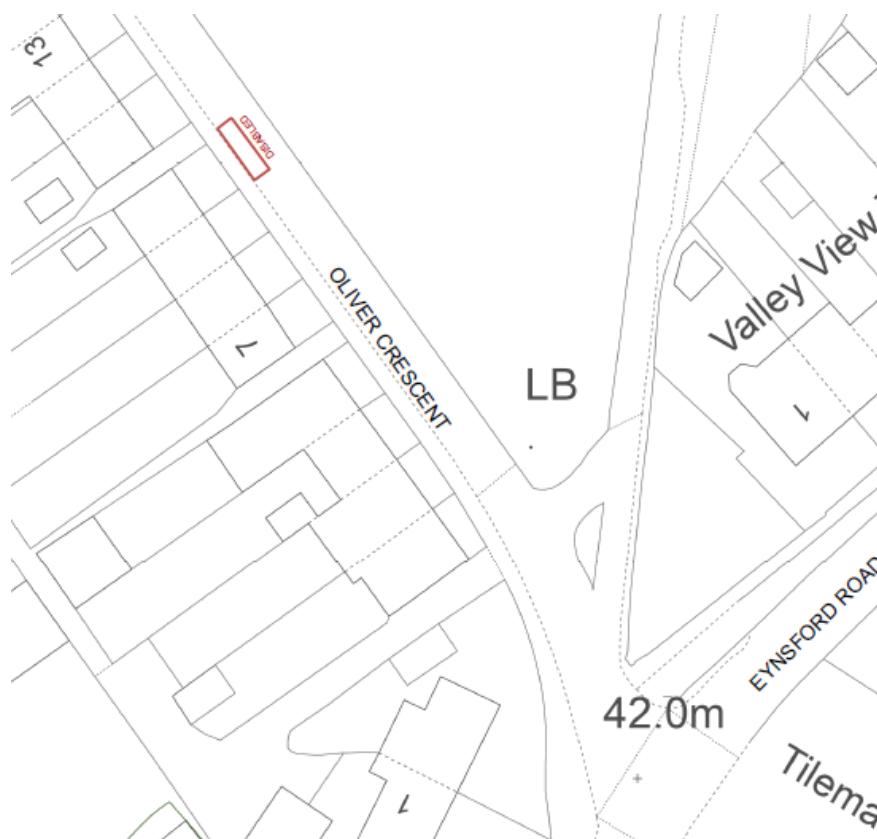 13
DISABLED
OLIVER CRESCENT
Valley View
7
LB
1
EYNSFORD ROAD
42.0m
Tilema
1